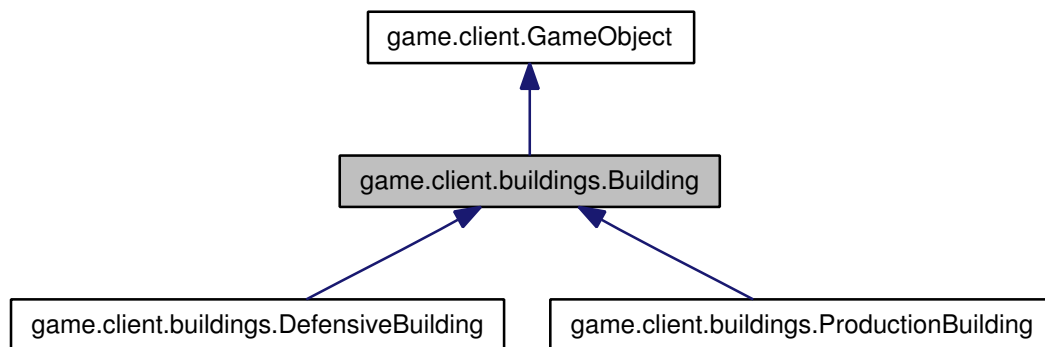 game.client.GameObject
game.client.buildings.Building
game.client.buildings.DefensiveBuilding
game.client.buildings.ProductionBuilding